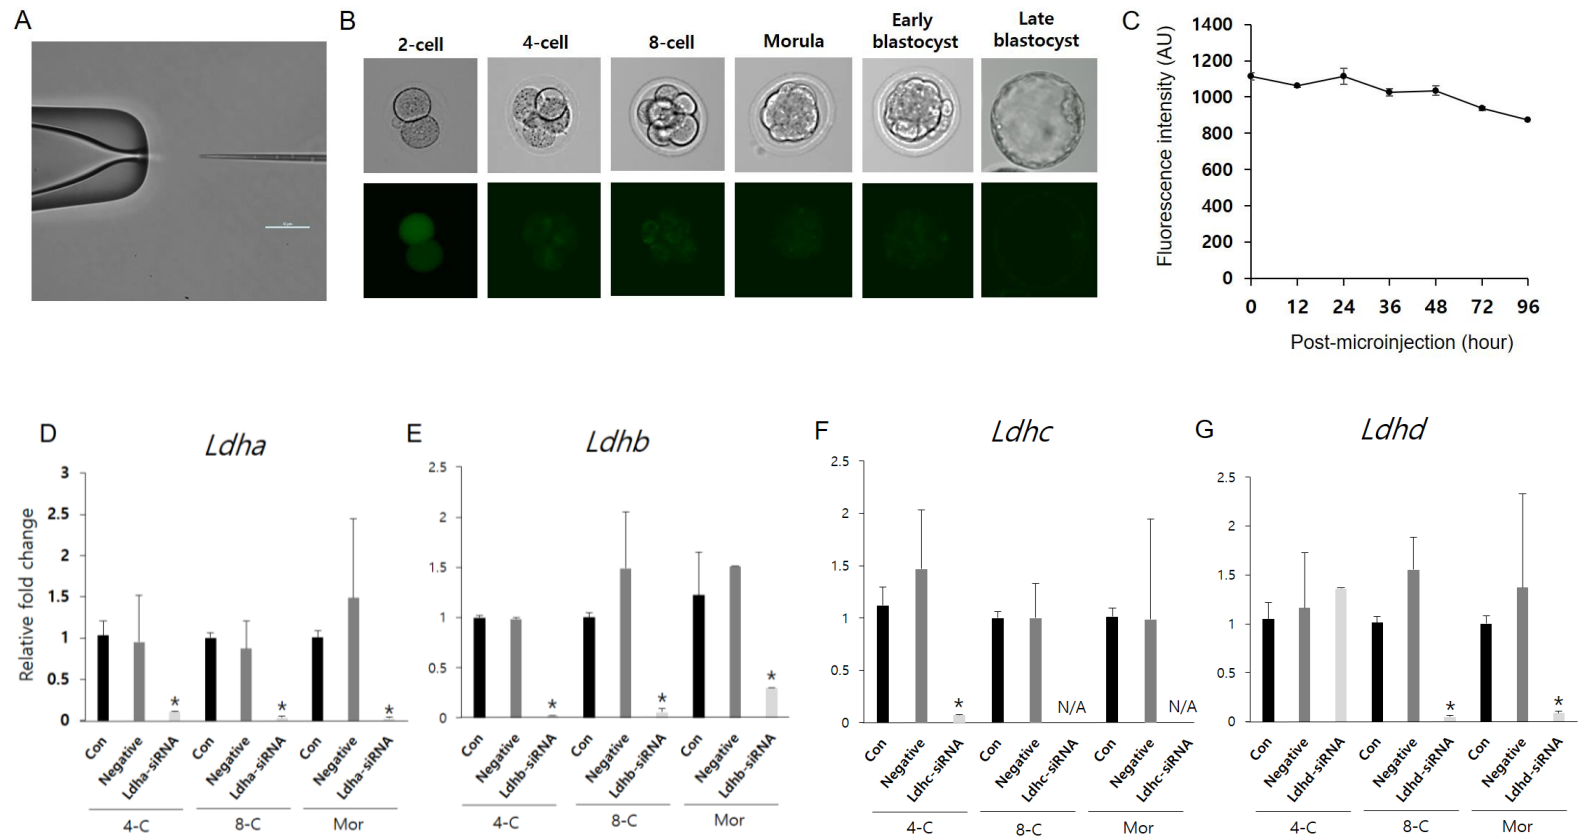 A
B
2-cell
4-cell
8-cell
Morula
Early
blastocyst
Late
blastocyst
C
Fluorescence intensity (AU)
1400
1200
1000
800
600
400
200
0
0 12 24 36 48 72 96
Post-microinjection (hour)
D
Ldha
Relative fold change
3
2.5
2
1.5
1
0.5
0
* * *
Con Negative Ldha-siRNA Con Negative Ldha-siRNA Con Negative Ldha-siRNA
4-C 8-C Mor
E
Ldhb
2.5
2
1.5
1
0.5
0
* * *
Con Negative Ldhb-siRNA Con Negative Ldhb-siRNA Con Negative Ldhb-siRNA
4-C 8-C Mor
F
Ldhc
2.5
2
1.5
1
0.5
0
* N/A N/A
Con Negative Ldhc-siRNA Con Negative Ldhc-siRNA Con Negative Ldhc-siRNA
4-C 8-C Mor
G
Ldhd
2.5
2
1.5
1
0.5
0
* *
Con Negative Ldhd-siRNA Con Negative Ldhd-siRNA Con Negative Ldhd-siRNA
4-C 8-C Mor